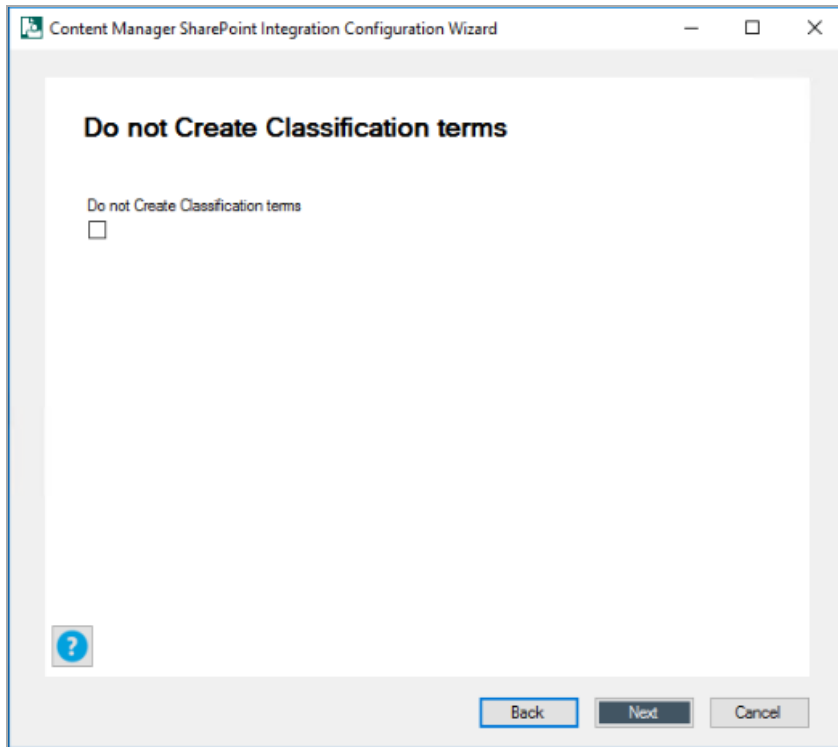 Content Manager SharePoint Integration Configuration Wizard
Do not Create Classification terms
Do not Create Classification terms
?
Back Next Cancel